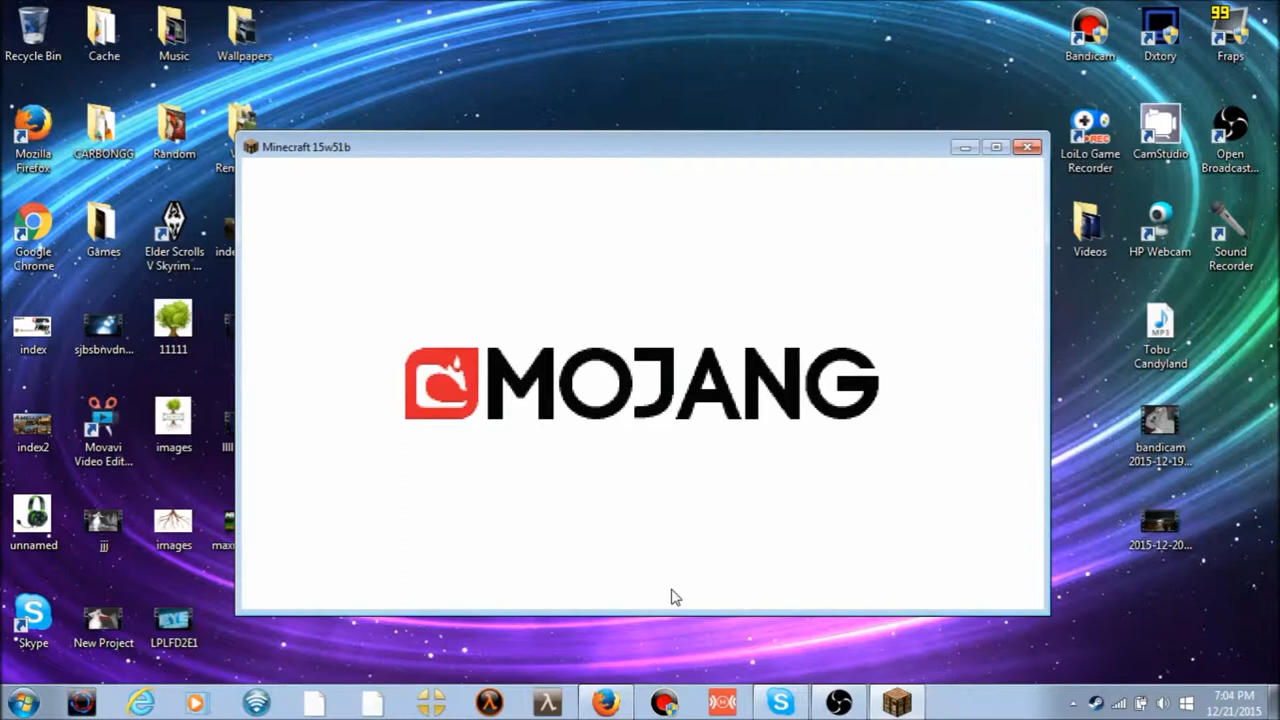 Recycle Bin
Cache
Music
Wallpapers
99
Bandicam
Dxtory
Fraps
Minecraft 15w51b
Mozilla
Firefox
CARBONGG
Random
REC
LoiLo Game
Recorder
CamStudio
Open
Broadcast...
Google
Chrome
Games
Elder Scrolls
V Skyrim ...
Videos
HP Webcam
Sound
Recorder
MOJANG
index
sjbsbnvdn...
11111
MP3
Tobu -
Candyland
index2
Movavi
Video Edit...
images
bandicam
2015-12-19...
unnamed
jjj
images
2015-12-20...
Skype
New Project
LPLFD2E1
7:04 PM
12/21/2015